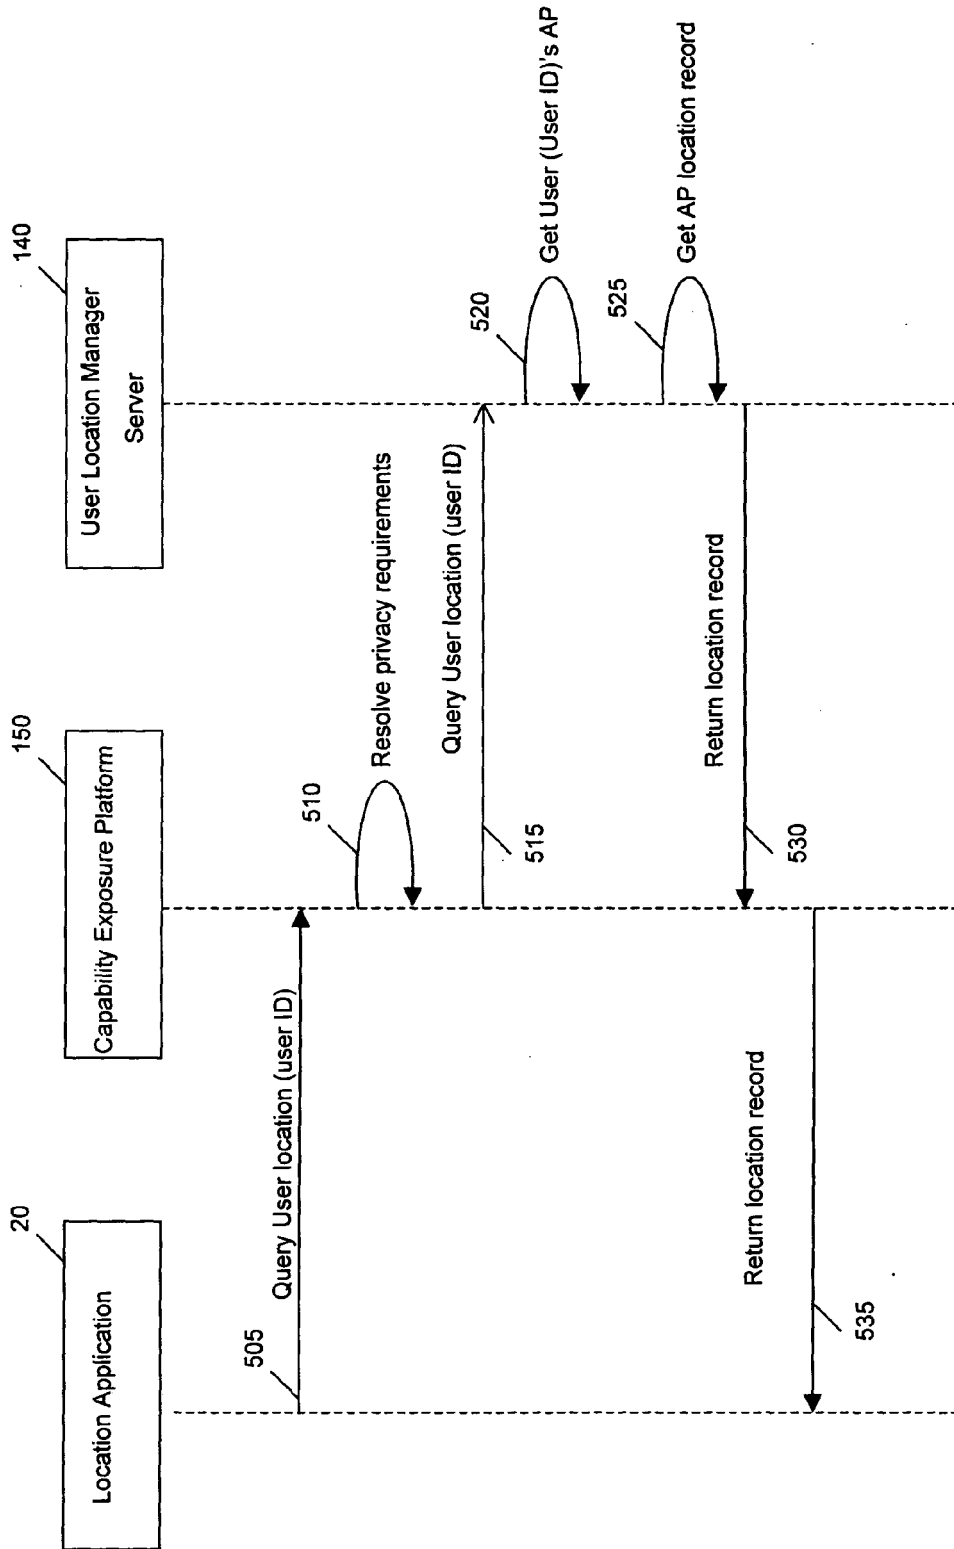 20
Location Application
150
Capability Exposure Platform
140
User Location Manager
Server
505
Query User location (user ID)
510
Resolve privacy requirements
Query User location (user ID)
515
520
Get User (User ID)'s AP
525
Get AP location record
Return location record
530
Return location record
535